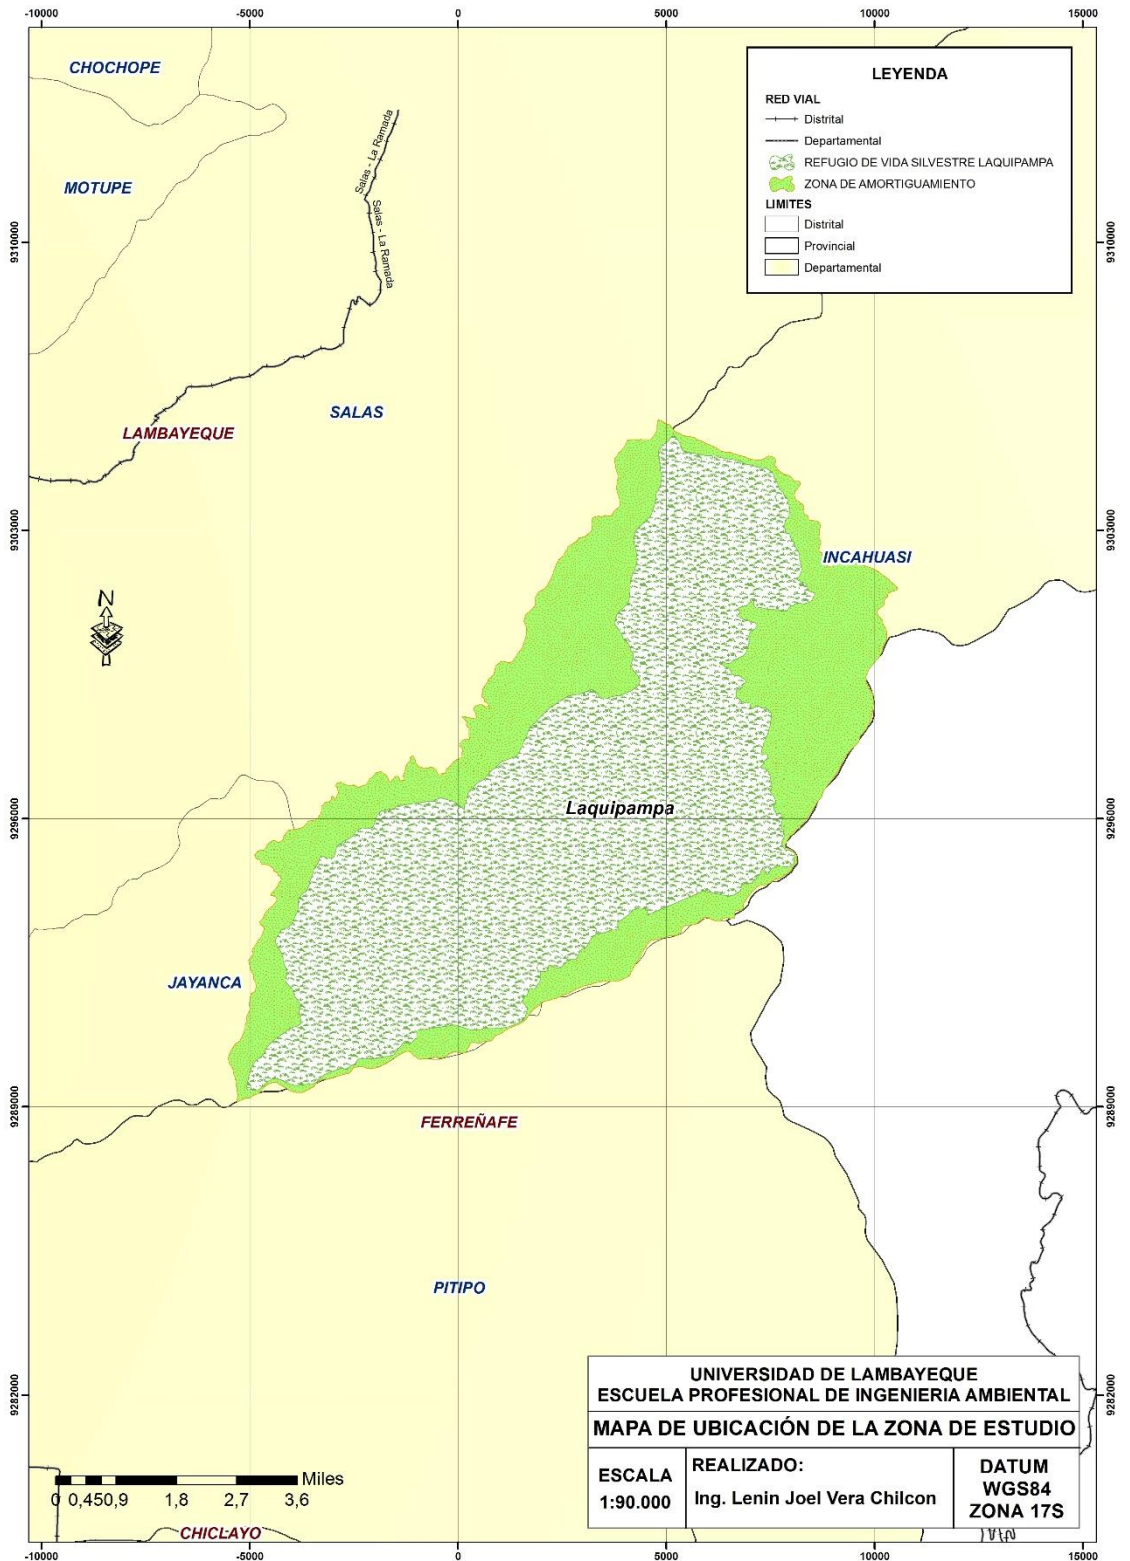 -10000 -5000 0 5000 10000 15000
CHOCHOPE
MOTUPE
Salas - La Ramada
Salas - La Ramada
LEYENDA
RED VIAL
Distrital
Departamental
REFUGIO DE VIDA SILVESTRE LAQUIPAMPA
ZONA DE AMORTIGUAMIENTO
LIMITES
Distrital
Provincial
Departamental
9310000 9310000
SALAS
LAMBAYEQUE
9303000 9303000
INCAHUASI
N
Laquipampa
9296000 9296000
JAYANCA
9289000 9289000
FERREÑAFE
PITIPO
9282000 9282000
UNIVERSIDAD DE LAMBAYEQUE
ESCUELA PROFESIONAL DE INGENIERIA AMBIENTAL
MAPA DE UBICACIÓN DE LA ZONA DE ESTUDIO
ESCALA
1:90.000
REALIZADO:
Ing. Lenin Joel Vera Chilcon
DATUM
WGS84
ZONA 17S
Miles
0 0,450,9 1,8 2,7 3,6
CHICLAYO
-10000 -5000 0 5000 10000 15000